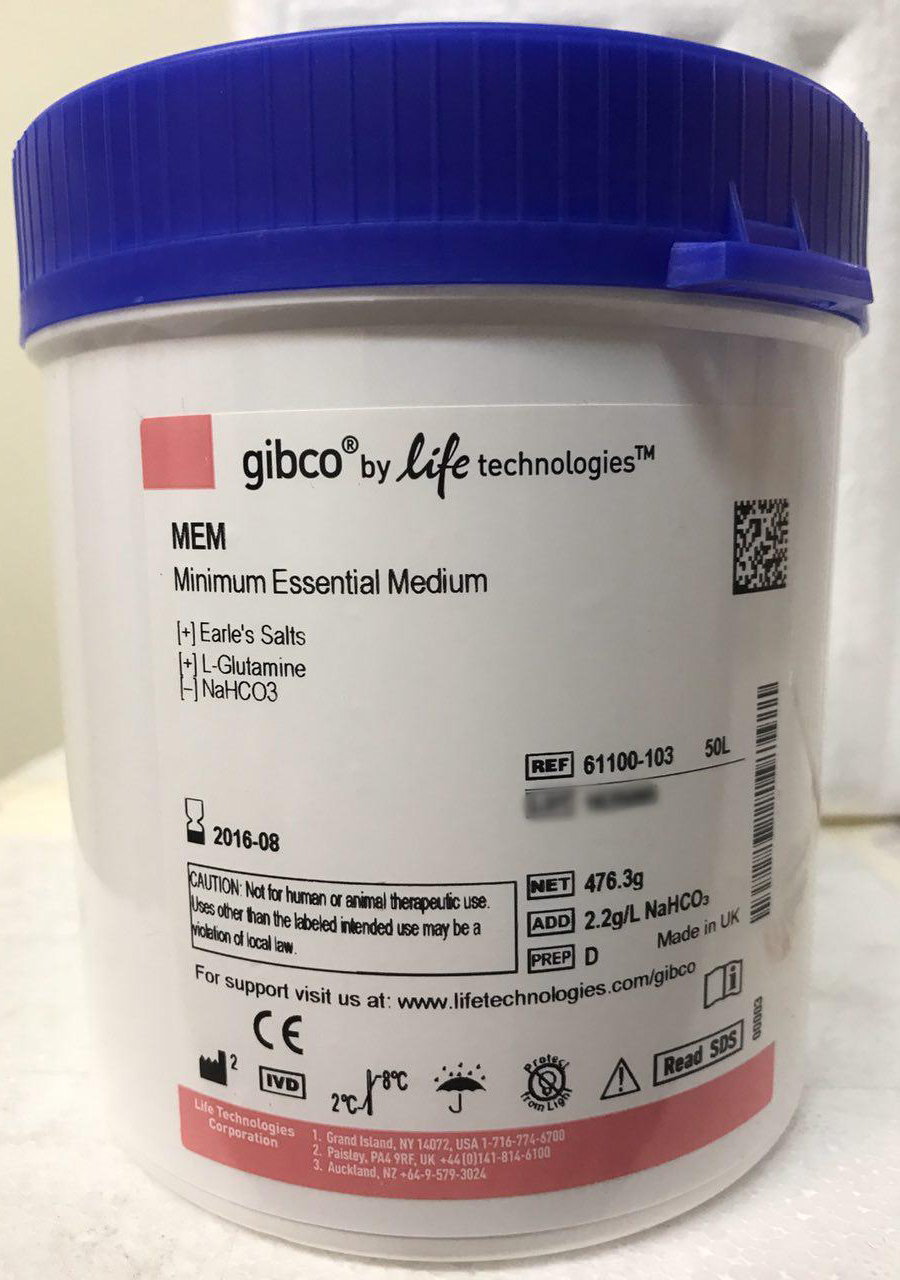 gibco® by life technologies™
MEM
Minimum Essential Medium
[+] Earle's Salts
[+] L-Glutamine
[-] NaHCO3
REF 61100-103 50L
2016-08
CAUTION: Not for human or animal therapeutic use.
Uses other than the labeled intended use may be a
violation of local law.
NET 476.3g
ADD 2.2g/L NaHCO₃
PREP D
Made in UK
For support visit us at: www.lifetechnologies.com/gibco
CE
2
IVD
2°C
8°C
Protect from Light
Read SDS
00003
Life Technologies
Corporation
1. Grand Island, NY 14072, USA 1-716-774-6700
2. Paisley, PA4 9RF, UK +44(0)141-814-6100
3. Auckland, NZ +64-9-579-3024